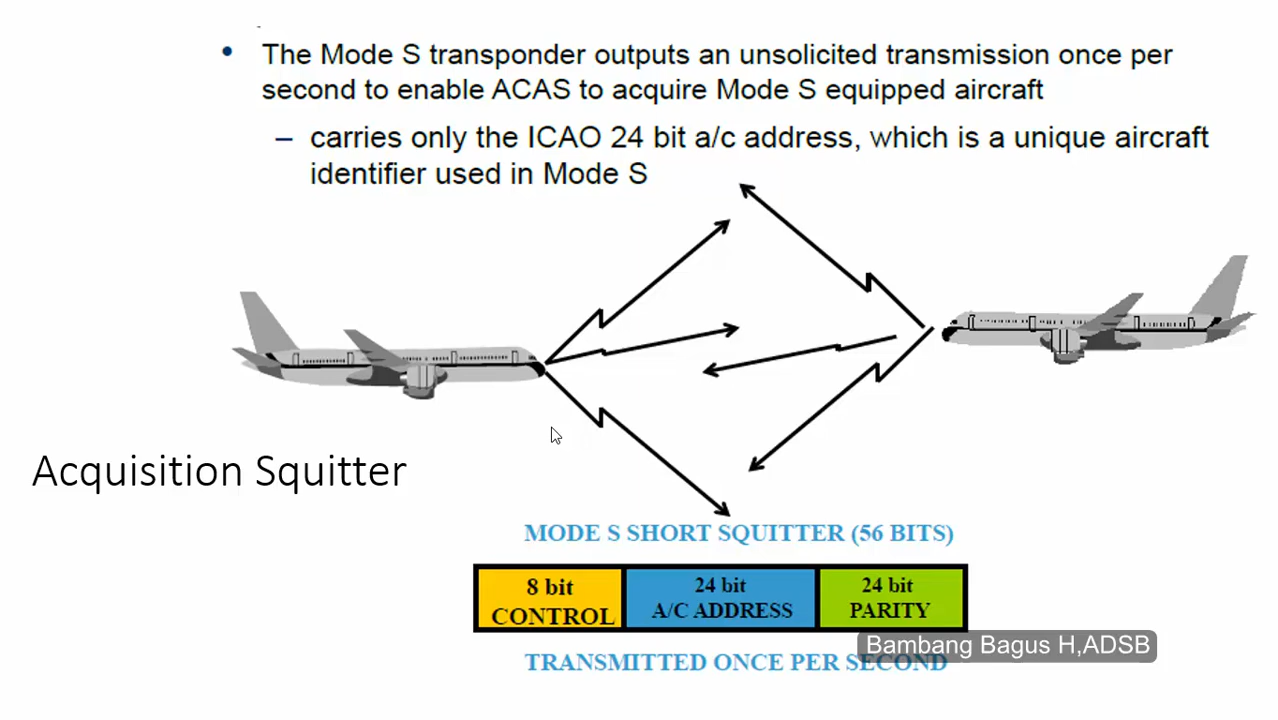 • The Mode S transponder outputs an unsolicited transmission once per
second to enable ACAS to acquire Mode S equipped aircraft
– carries only the ICAO 24 bit a/c address, which is a unique aircraft
identifier used in Mode S
Acquisition Squitter
MODE S SHORT SQUITTER (56 BITS)
8 bit
CONTROL
24 bit
A/C ADDRESS
24 bit
PARITY
Bambang Bagus H,ADSB
TRANSMITTED ONCE PER SECOND